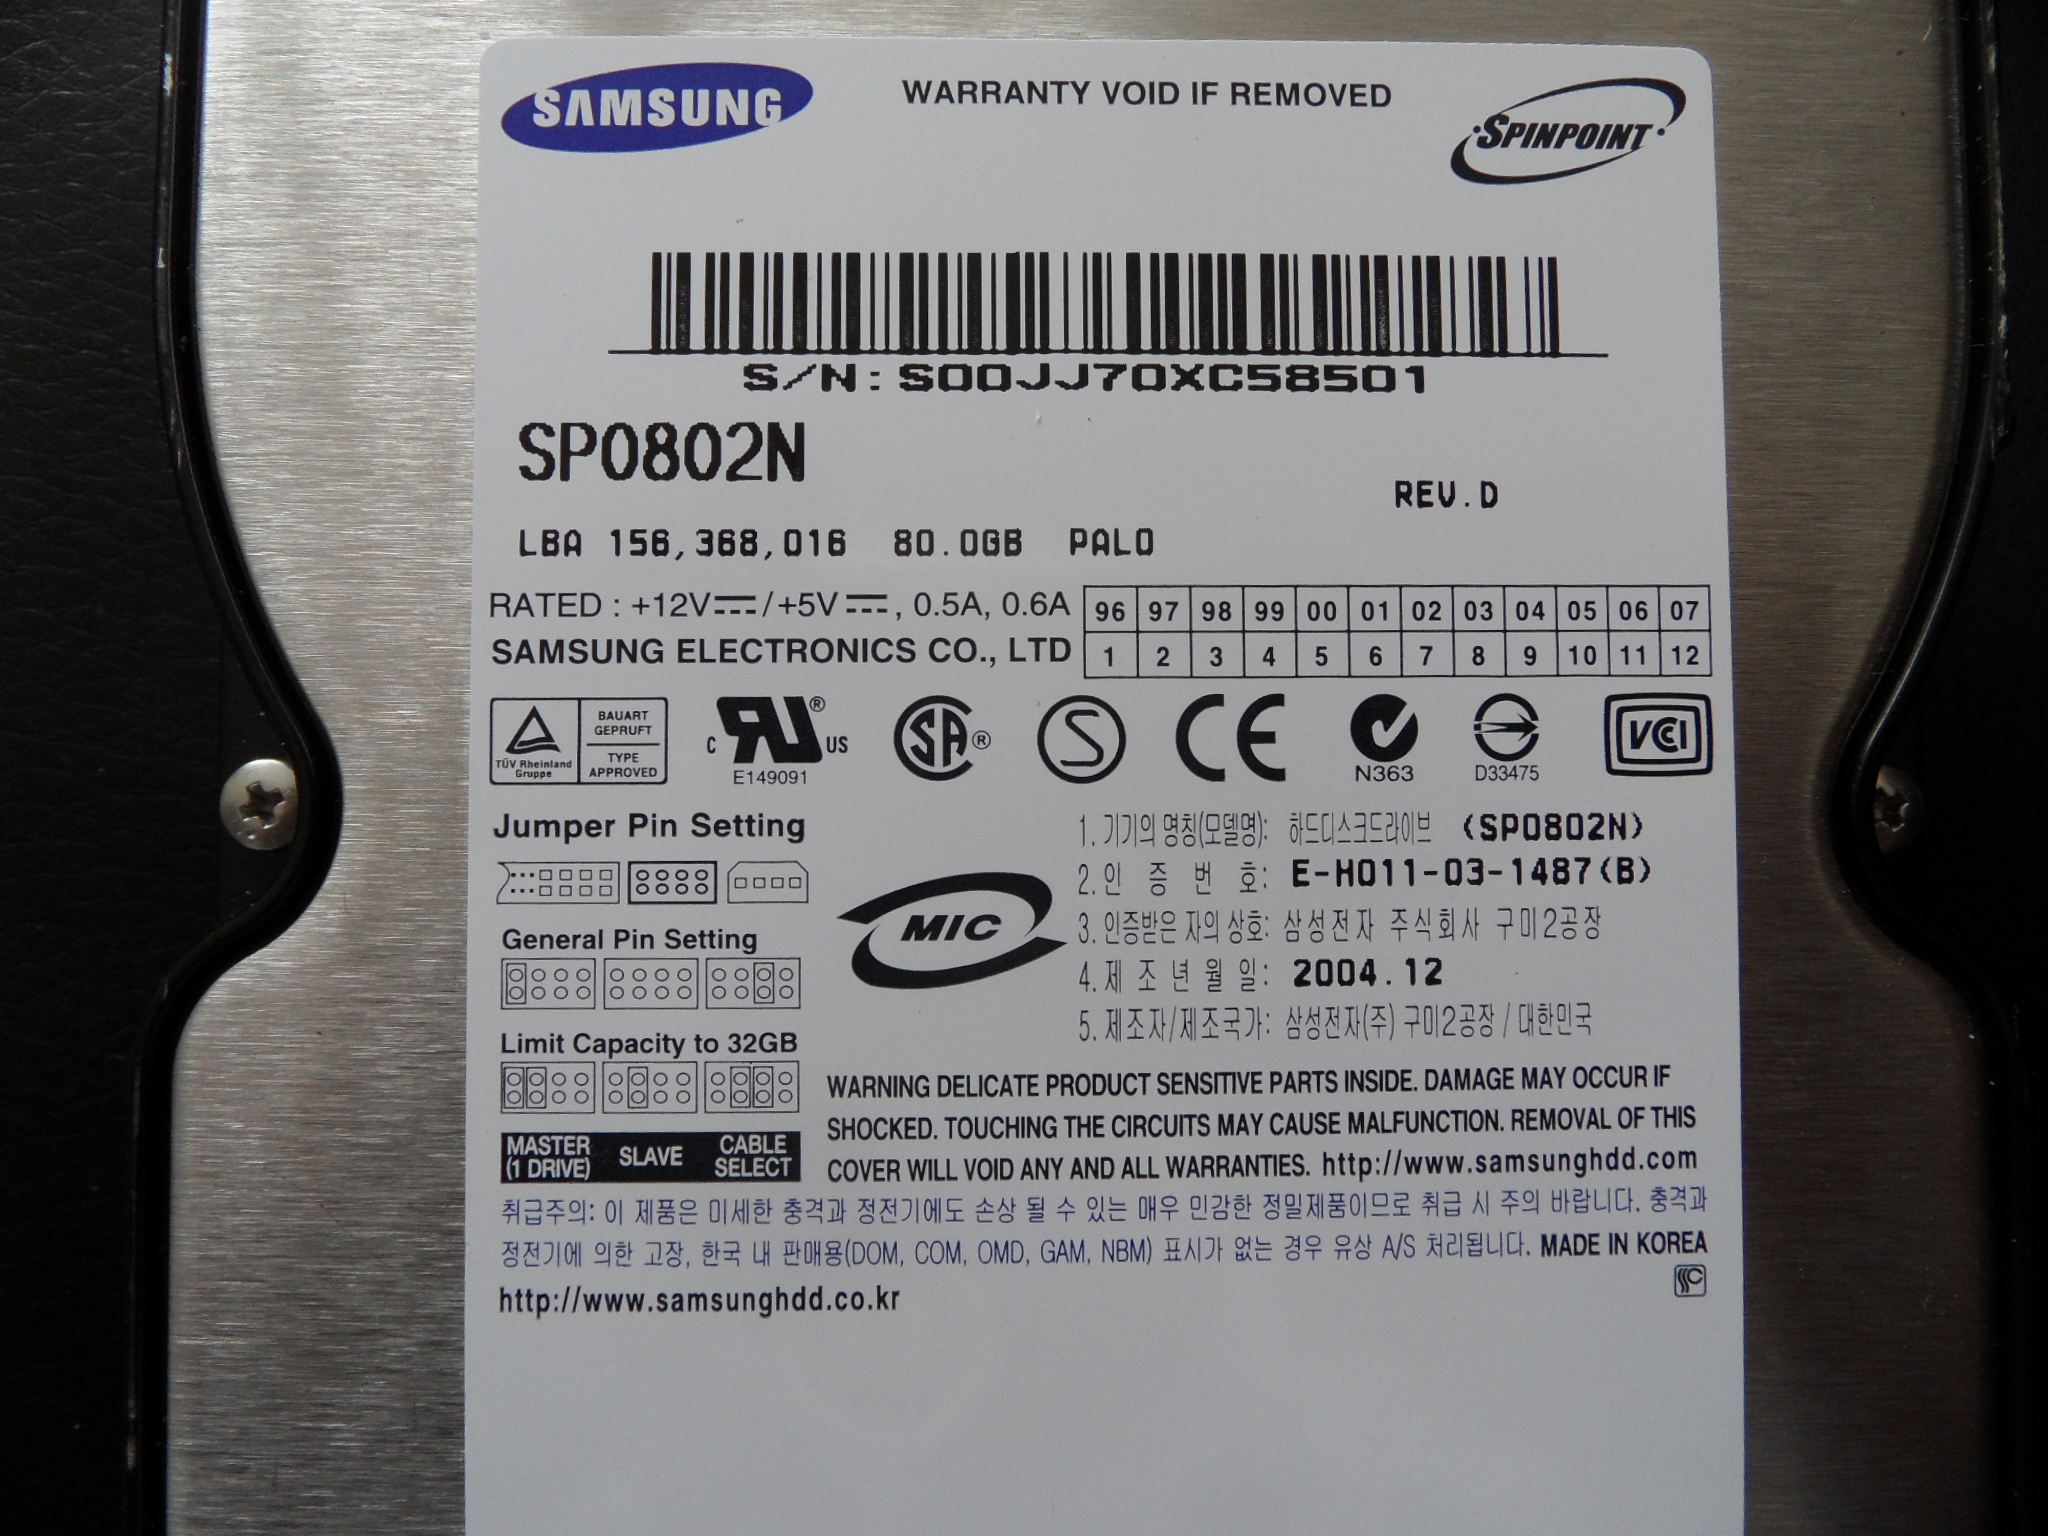 SAMSUNG
WARRANTY VOID IF REMOVED
SPINPOINT
S/N: S00JJ70XC58501
SP0802N
REV.D
LBA 156,368,016 80.0GB PALO
RATED : +12V⎓/+5V⎓, 0.5A, 0.6A
SAMSUNG ELECTRONICS CO., LTD
96 97 98 99 00 01 02 03 04 05 06 07
1 2 3 4 5 6 7 8 9 10 11 12
TÜV Rheinland
Gruppe
BAUART
GEPRUFT
TYPE
APPROVED
C RU ® US
E149091
SA ®
S
CE
N363
D33475
VCCI
Jumper Pin Setting
General Pin Setting
Limit Capacity to 32GB
MASTER
(1 DRIVE)
SLAVE
CABLE
SELECT
MIC
1. 기기의 명칭(모델명): 하드디스크드라이브 (SP0802N)
2. 인 증 번 호: E-H011-03-1487(B)
3. 인증받은 자의 상호: 삼성전자 주식회사 구미2공장
4. 제 조 년 월 일: 2004.12
5. 제조자/제조국가: 삼성전자(주) 구미2공장 / 대한민국
WARNING DELICATE PRODUCT SENSITIVE PARTS INSIDE. DAMAGE MAY OCCUR IF
SHOCKED. TOUCHING THE CIRCUITS MAY CAUSE MALFUNCTION. REMOVAL OF THIS
COVER WILL VOID ANY AND ALL WARRANTIES. http://www.samsunghdd.com
취급주의: 이 제품은 미세한 충격과 정전기에도 손상 될 수 있는 매우 민감한 정밀제품이므로 취급 시 주의 바랍니다. 충격과
정전기에 의한 고장, 한국 내 판매용(DOM, COM, OMD, GAM, NBM) 표시가 없는 경우 유상 A/S 처리됩니다. MADE IN KOREA
http://www.samsunghdd.co.kr